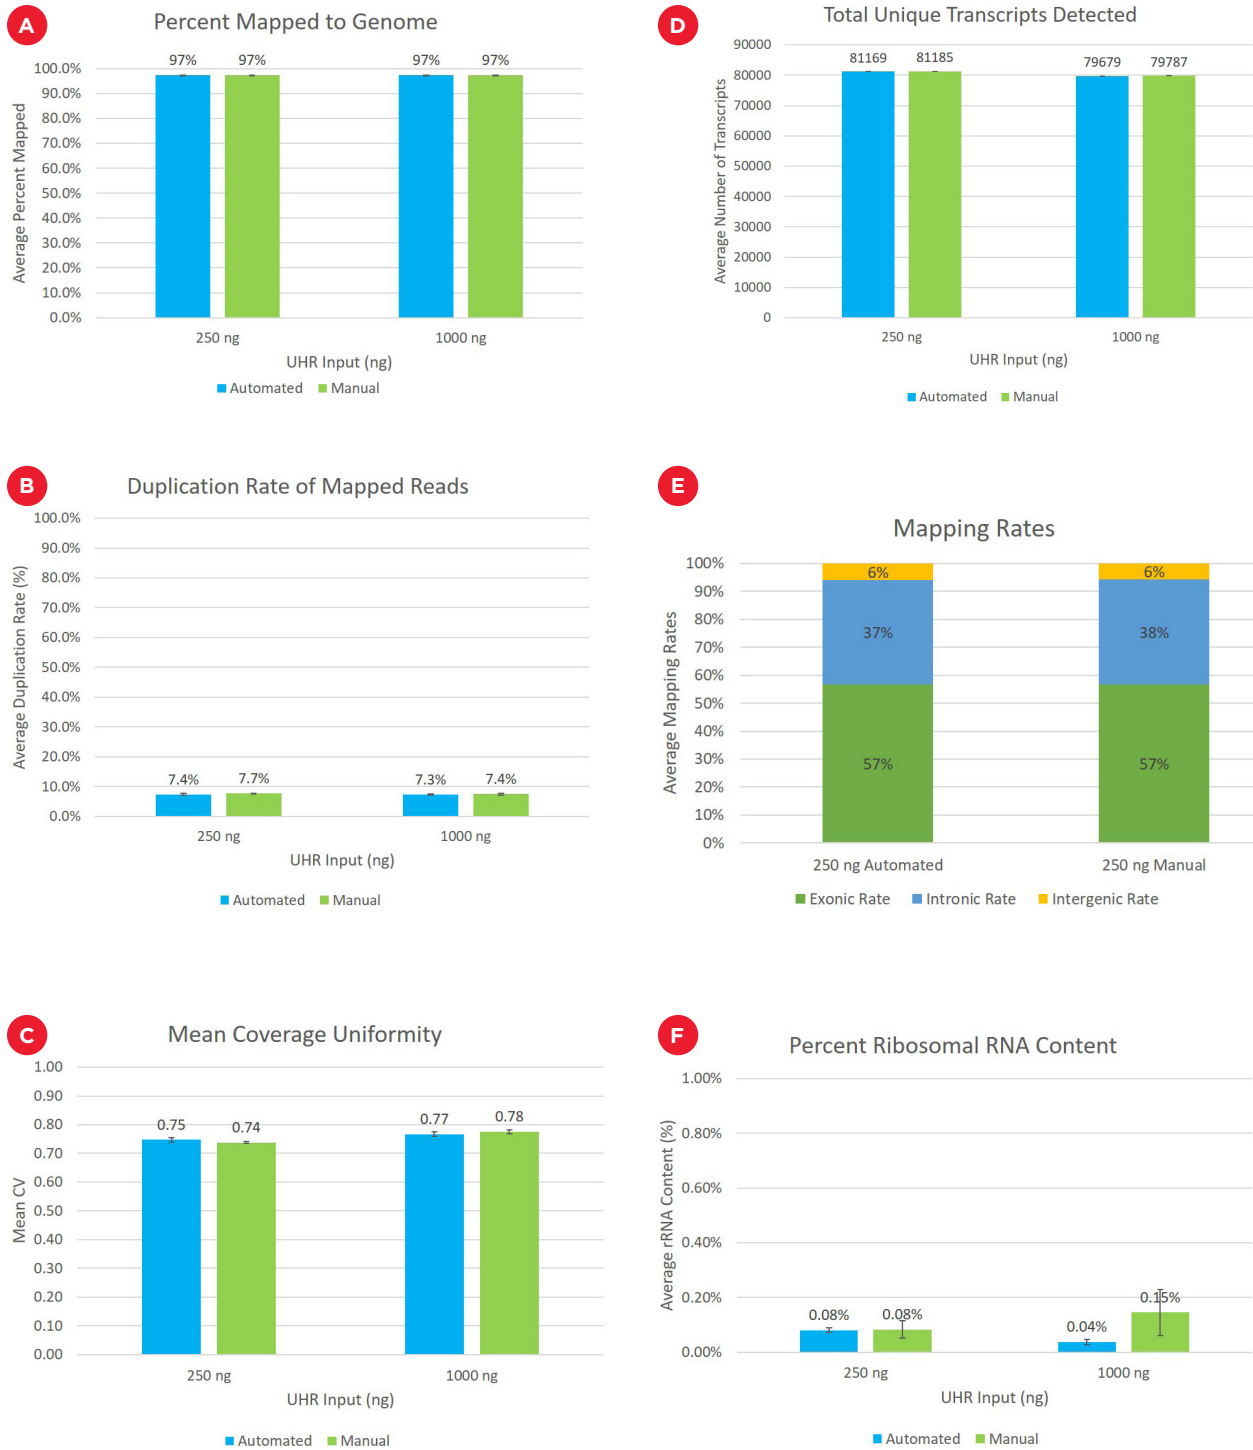 A
Percent Mapped to Genome
Average Percent Mapped
100.0%
90.0%
80.0%
70.0%
60.0%
50.0%
40.0%
30.0%
20.0%
10.0%
0.0%
97% 97% 97% 97%
250 ng 1000 ng
UHR Input (ng)
Automated Manual
D
Total Unique Transcripts Detected
Average Number of Transcripts
90000
80000
70000
60000
50000
40000
30000
20000
10000
0
81169 81185 79679 79787
250 ng 1000 ng
UHR Input (ng)
Automated Manual
B
Duplication Rate of Mapped Reads
Average Duplication Rate (%)
100.0%
90.0%
80.0%
70.0%
60.0%
50.0%
40.0%
30.0%
20.0%
10.0%
0.0%
7.4% 7.7% 7.3% 7.4%
250 ng 1000 ng
UHR Input (ng)
Automated Manual
E
Mapping Rates
Average Mapping Rates
100%
90%
80%
70%
60%
50%
40%
30%
20%
10%
0%
6% 6%
37% 38%
57% 57%
250 ng Automated 250 ng Manual
Exonic Rate Intronic Rate Intergenic Rate
C
Mean Coverage Uniformity
Mean CV
1.00
0.90
0.80
0.70
0.60
0.50
0.40
0.30
0.20
0.10
0.00
0.75 0.74 0.77 0.78
250 ng 1000 ng
UHR Input (ng)
Automated Manual
F
Percent Ribosomal RNA Content
Average rRNA Content (%)
1.00%
0.80%
0.60%
0.40%
0.20%
0.00%
0.08% 0.08% 0.04% 0.15%
250 ng 1000 ng
UHR Input (ng)
Automated Manual